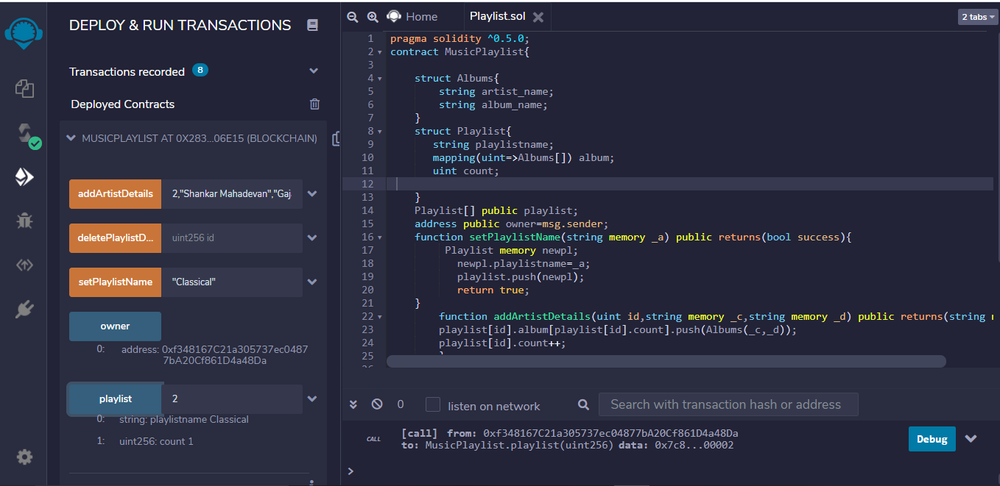 DEPLOY & RUN TRANSACTIONS
Transactions recorded 8
Deployed Contracts
MUSICPLAYLIST AT 0X283...06E15 (BLOCKCHAIN)
addArtistDetails 2,"Shankar Mahadevan","Gaj
deletePlaylistD... uint256 id
setPlaylistName "Classical"
owner
0: address: 0xf348167C21a305737ec0487
7bA20Cf861D4a48Da
playlist 2
0: string: playlistname Classical
1: uint256: count 1
Home Playlist.sol 2 tabs
1 pragma solidity ^0.5.0;
2 contract MusicPlaylist{
3
4 struct Albums{
5 string artist_name;
6 string album_name;
7 }
8 struct Playlist{
9 string playlistname;
10 mapping(uint=>Albums[]) album;
11 uint count;
12
13 }
14 Playlist[] public playlist;
15 address public owner=msg.sender;
16 function setPlaylistName(string memory _a) public returns(bool success){
17 Playlist memory newpl;
18 newpl.playlistname=_a;
19 playlist.push(newpl);
20 return true;
21 }
22 function addArtistDetails(uint id,string memory _c,string memory _d) public returns(string
23 playlist[id].album[playlist[id].count].push(Albums(_c,_d));
24 playlist[id].count++;
25
0 listen on network Search with transaction hash or address
CALL [call] from: 0xf348167C21a305737ec04877bA20Cf861D4a48Da
to: MusicPlaylist.playlist(uint256) data: 0x7c8...00002
Debug
>